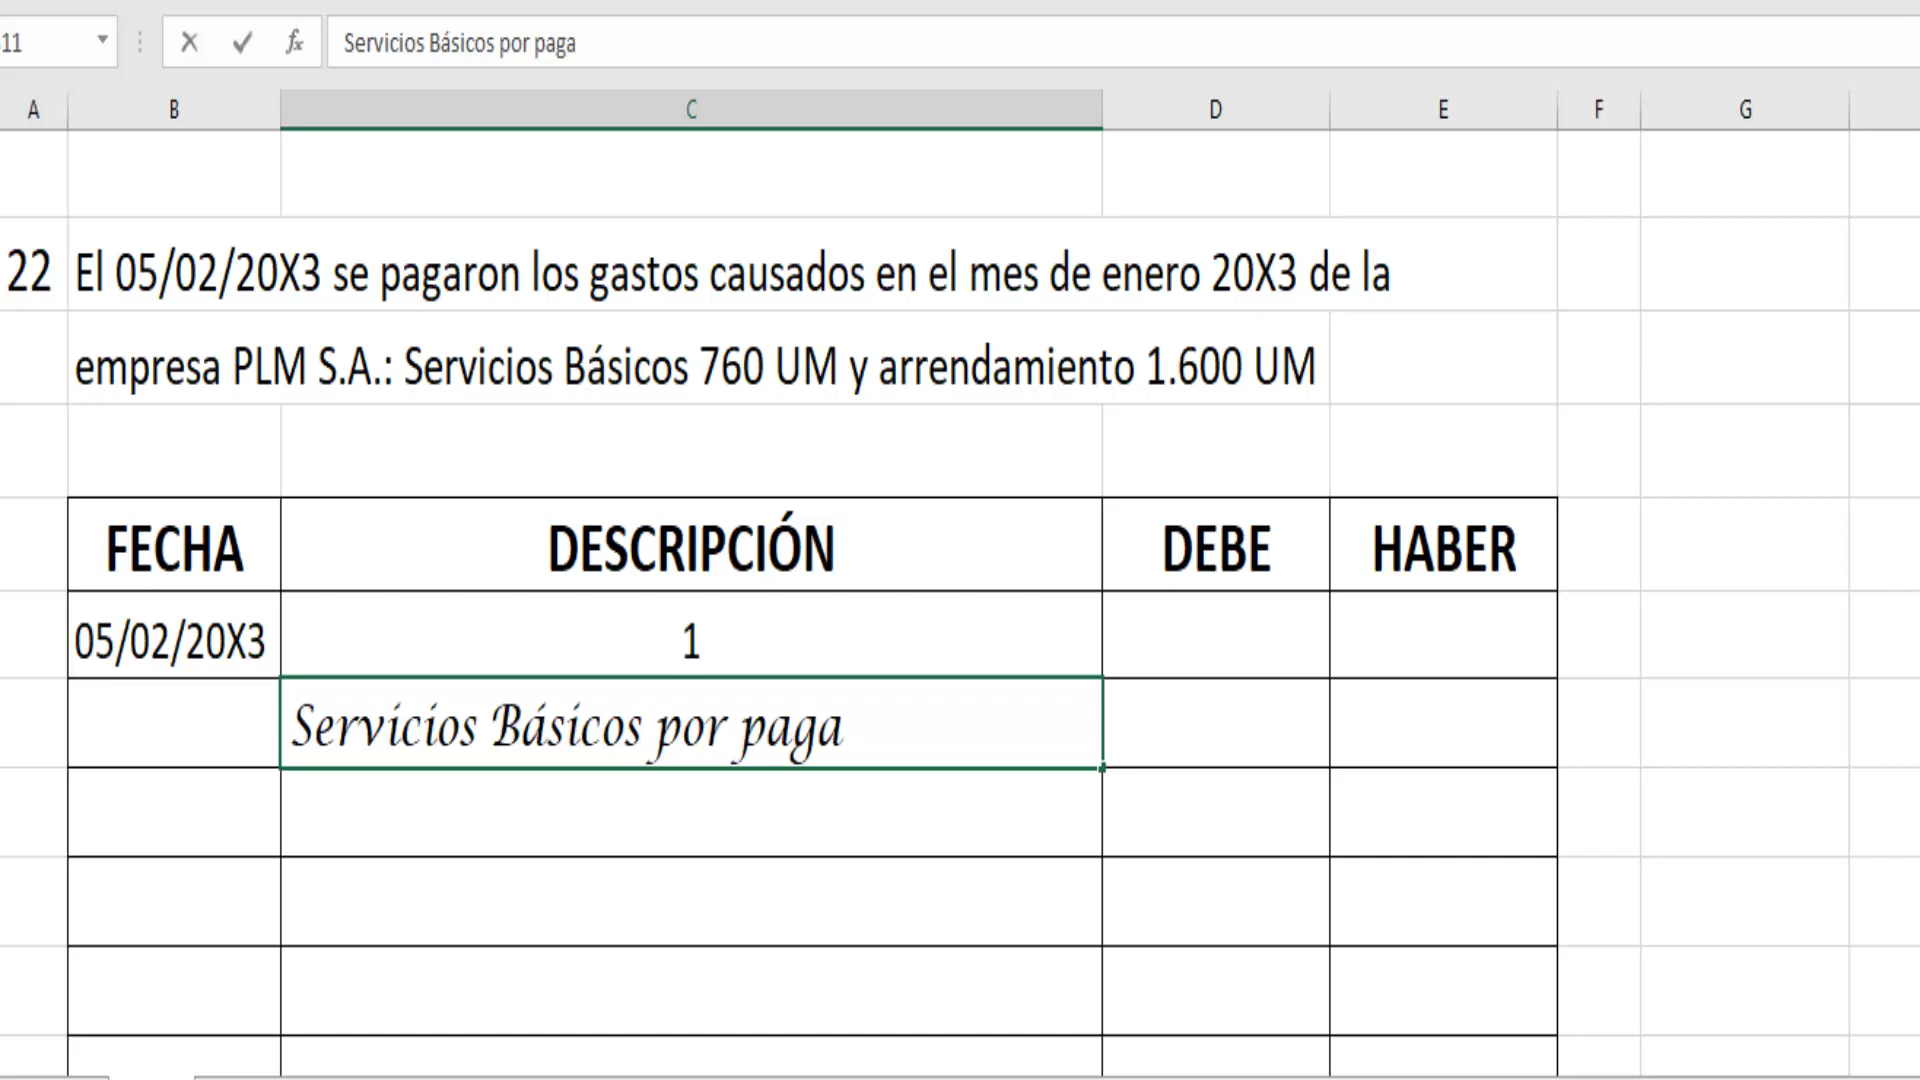 11
fx
Servicios Básicos por paga
A B C D E F G
22 El 05/02/20X3 se pagaron los gastos causados en el mes de enero 20X3 de la
empresa PLM S.A.: Servicios Básicos 760 UM y arrendamiento 1.600 UM
FECHA DESCRIPCIÓN DEBE HABER
05/02/20X3 1
Servicios Básicos por paga